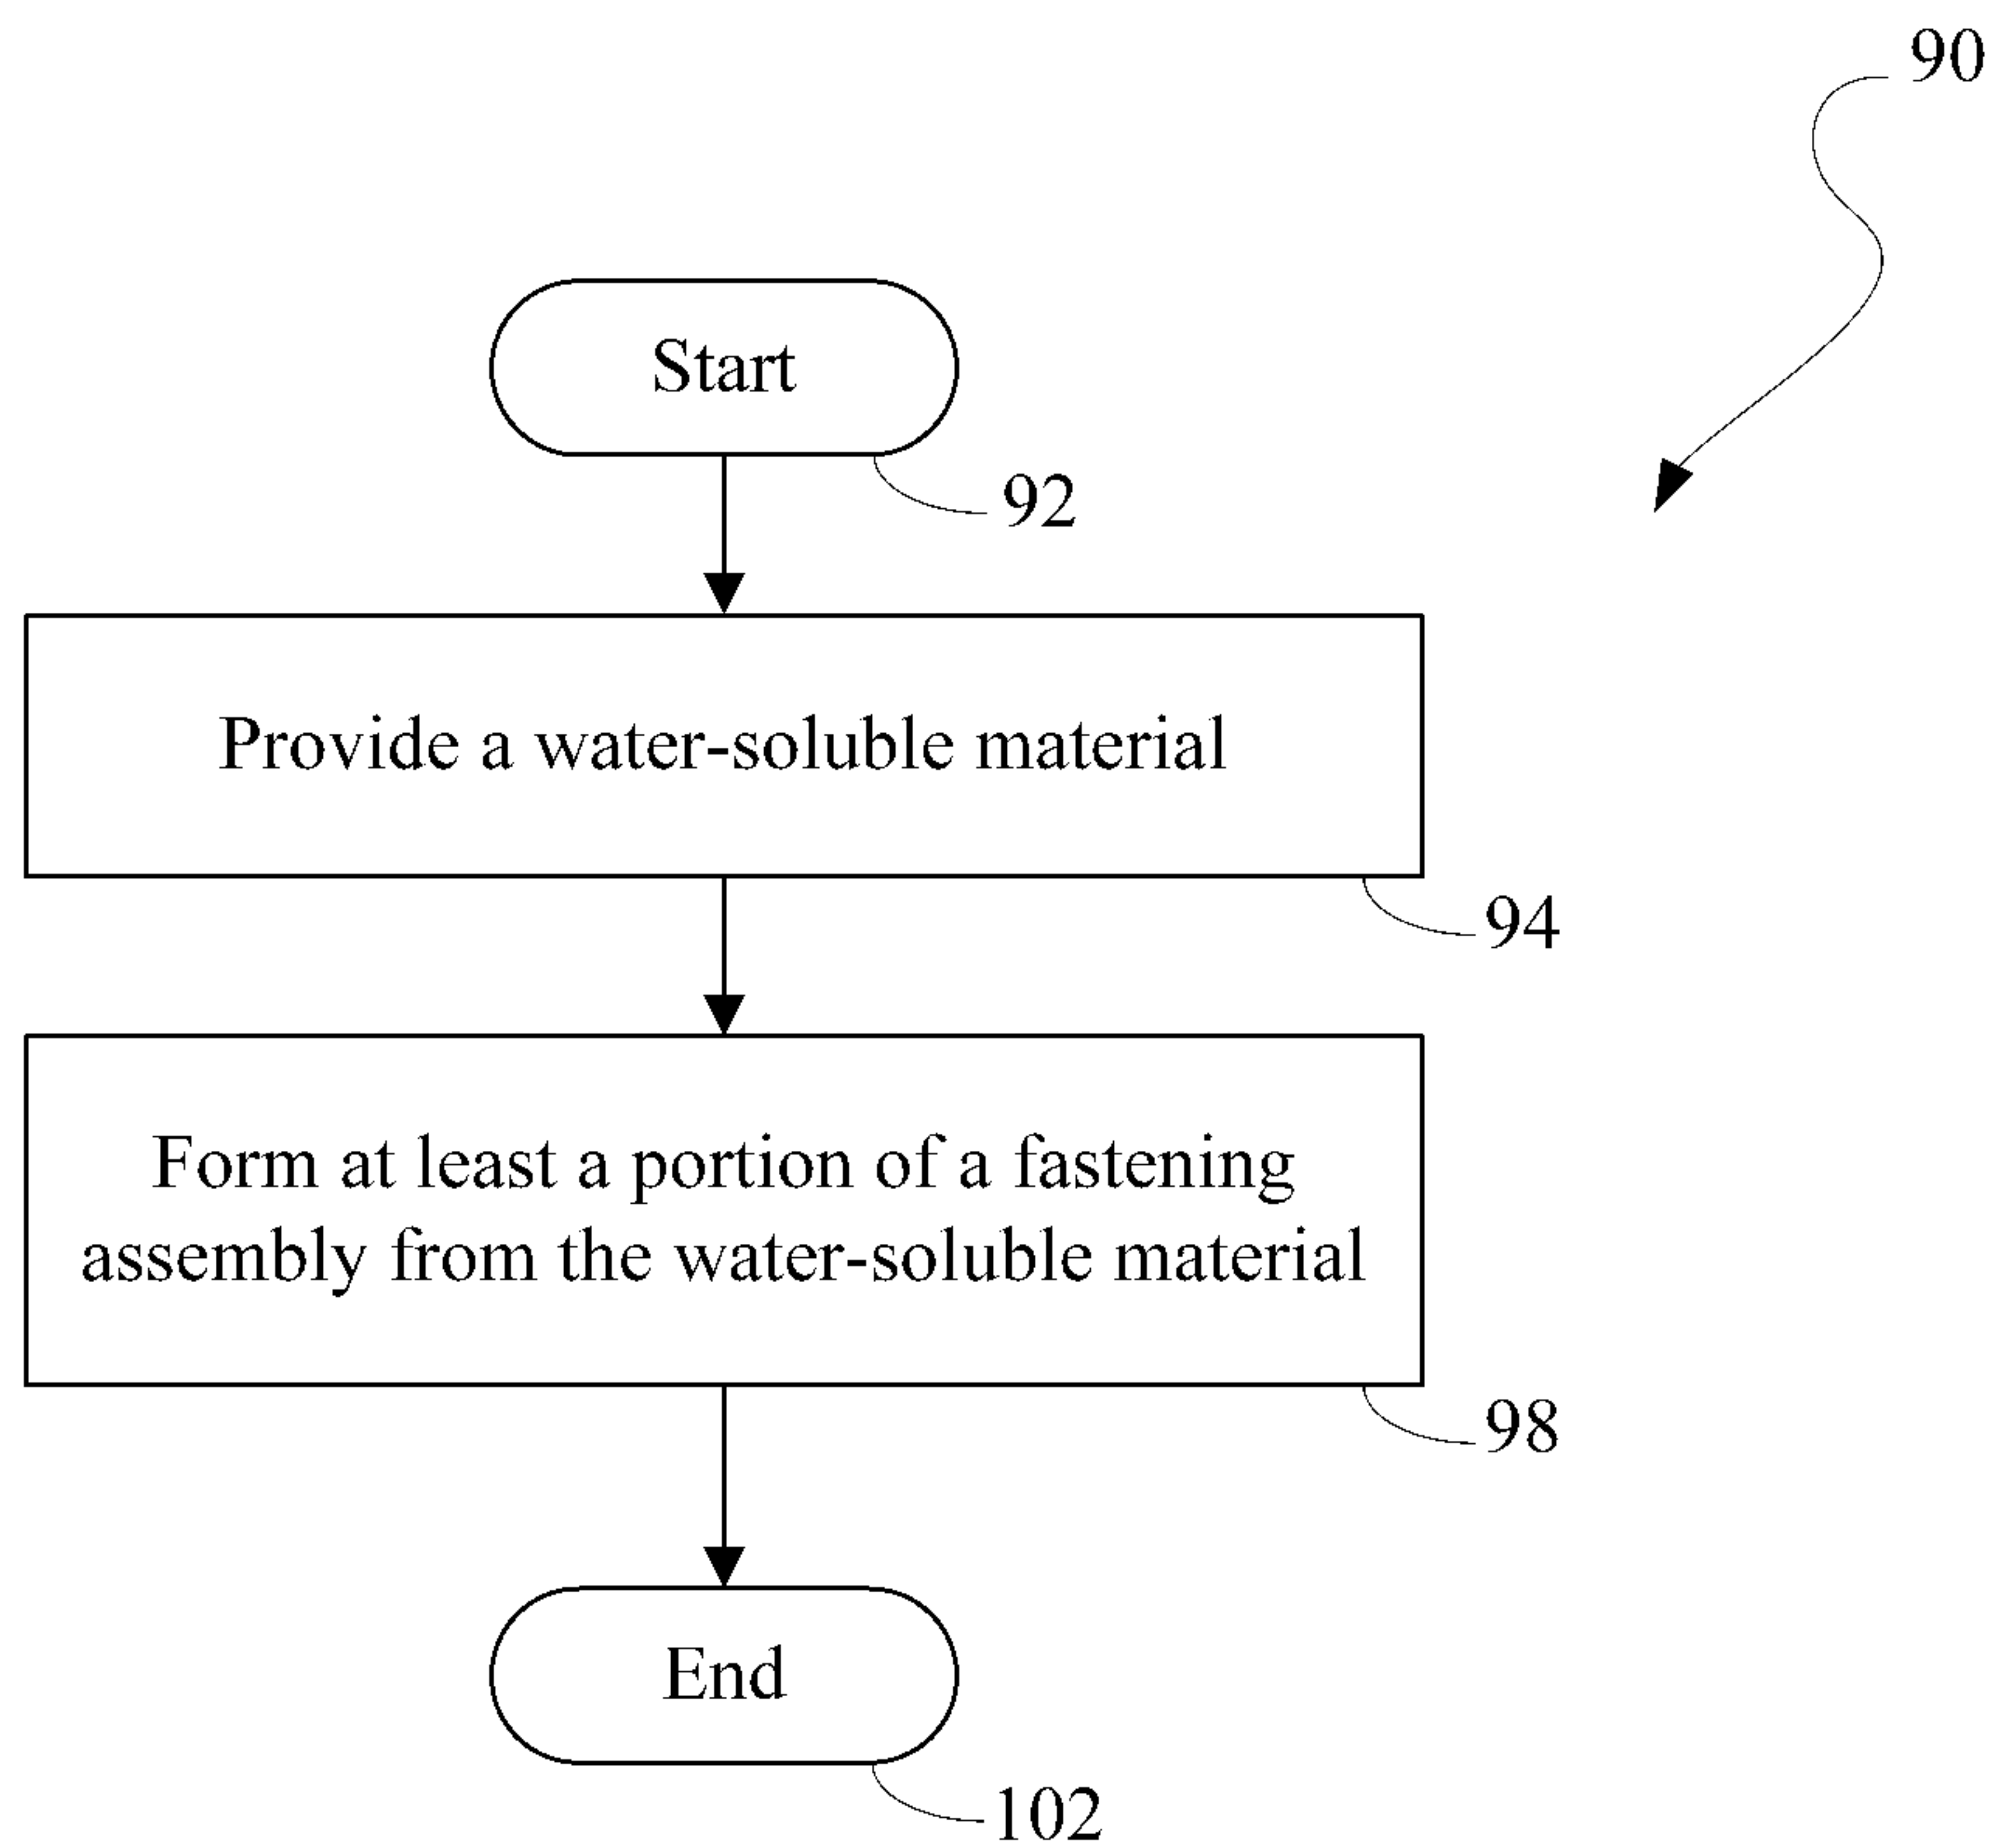 90
Start
92
Provide a water-soluble material
94
Form at least a portion of a fastening
assembly from the water-soluble material
98
End
102